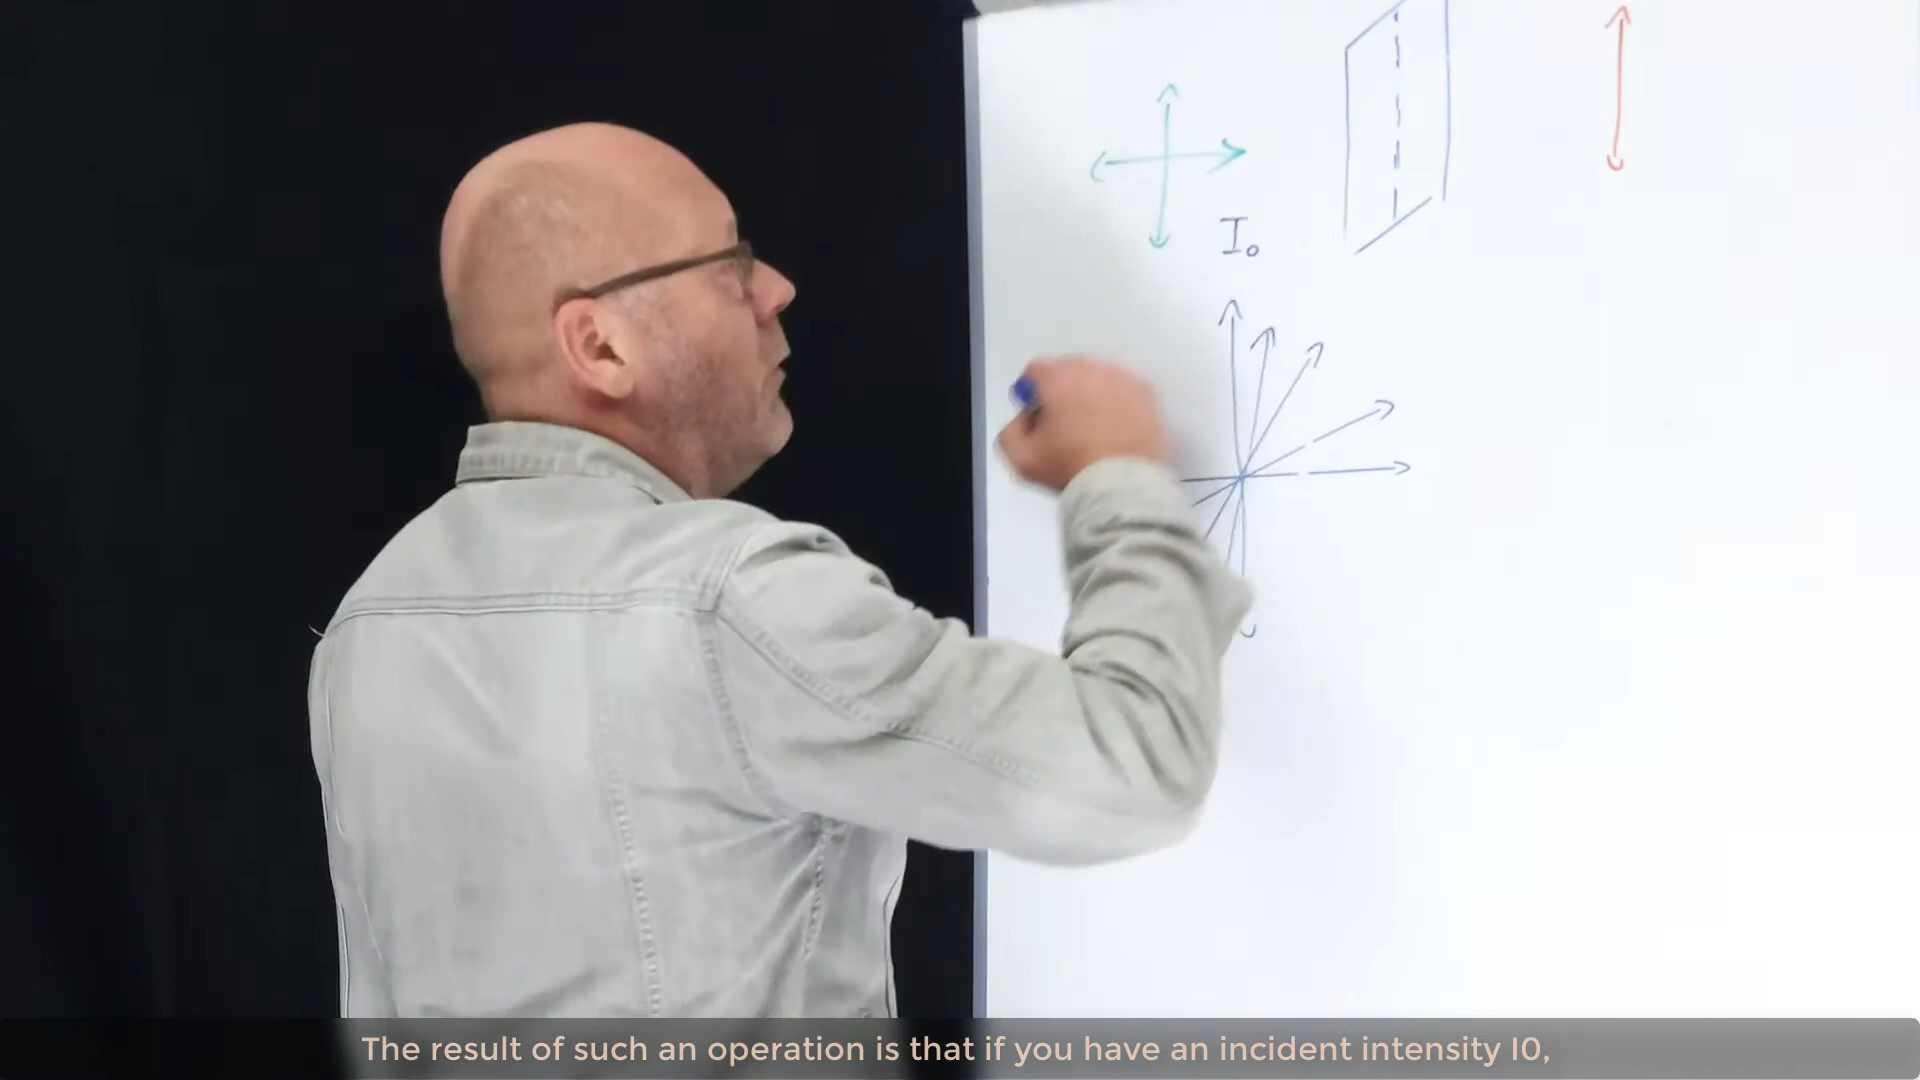 I₀
The result of such an operation is that if you have an incident intensity I0,